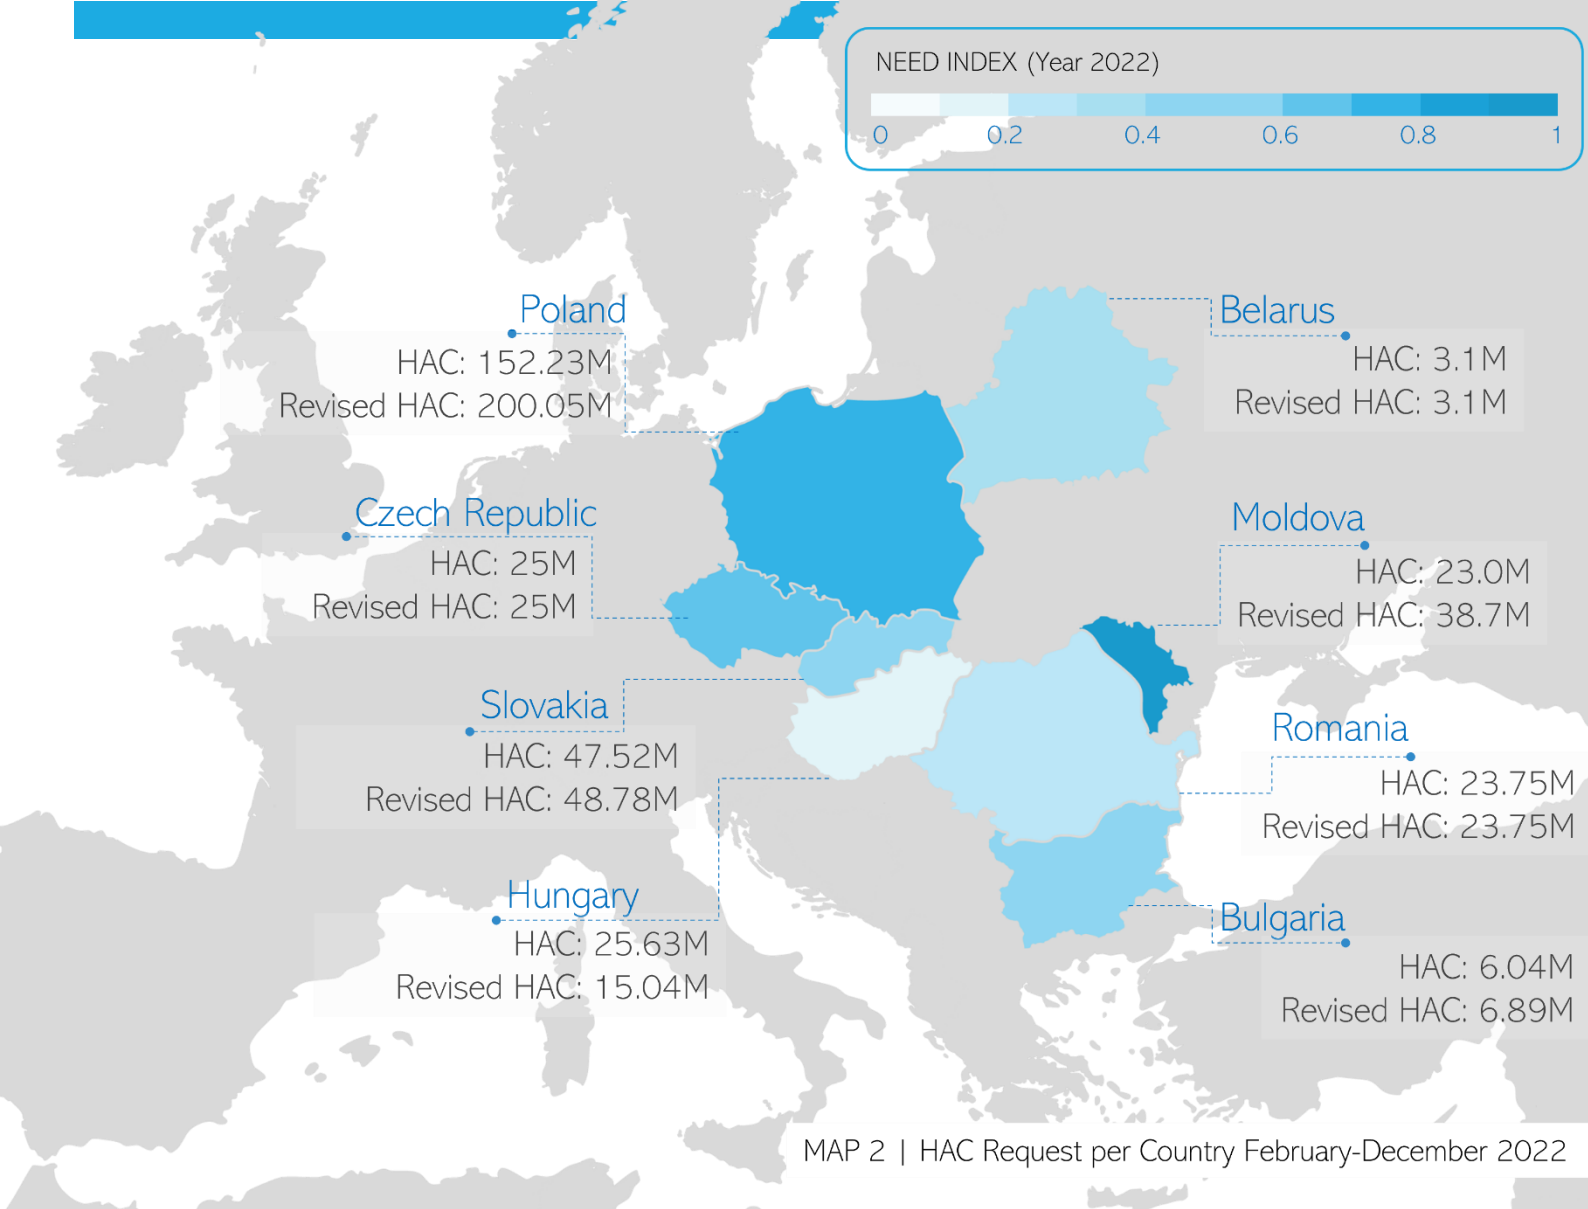 NEED INDEX (Year 2022)
0 0.2 0.4 0.6 0.8 1
Poland
HAC: 152.23M
Revised HAC: 200.05M
Belarus
HAC: 3.1M
Revised HAC: 3.1M
Czech Republic
HAC: 25M
Revised HAC: 25M
Moldova
HAC: 23.0M
Revised HAC: 38.7M
Slovakia
HAC: 47.52M
Revised HAC: 48.78M
Romania
HAC: 23.75M
Revised HAC: 23.75M
Hungary
HAC: 25.63M
Revised HAC: 15.04M
Bulgaria
HAC: 6.04M
Revised HAC: 6.89M
MAP 2 | HAC Request per Country February-December 2022